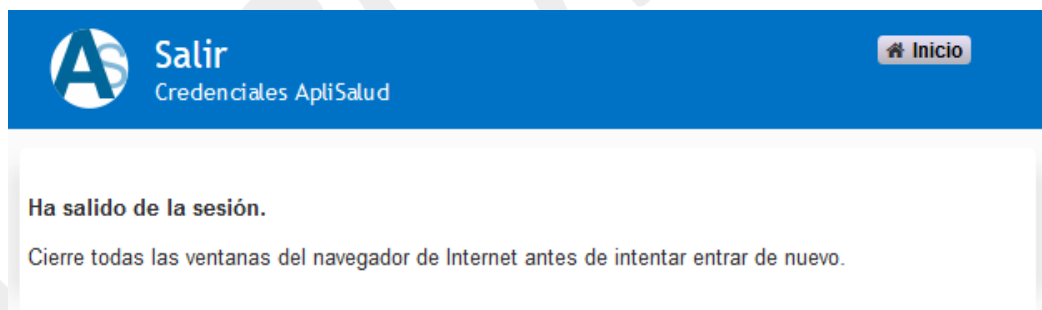 AS
Salir
Inicio
Credenciales ApliSalud
Ha salido de la sesión.
Cierre todas las ventanas del navegador de Internet antes de intentar entrar de nuevo.